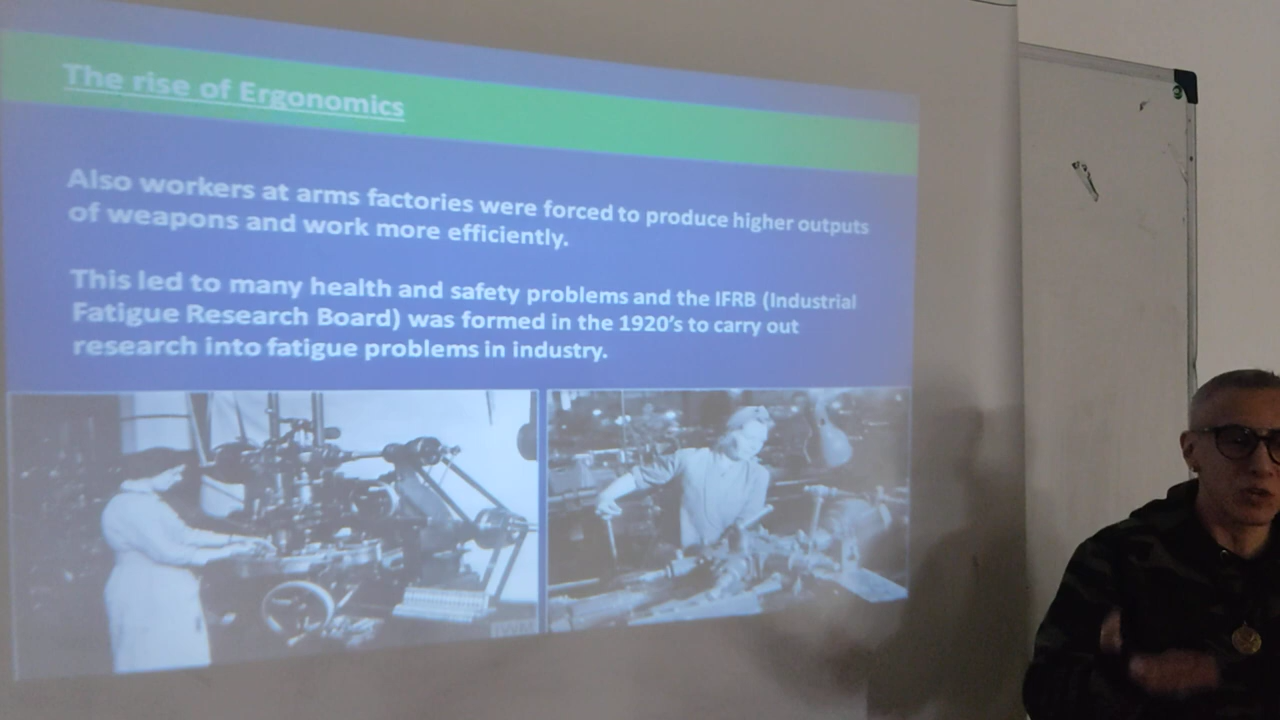 The rise of Ergonomics
Also workers at arms factories were forced to produce higher outputs
of weapons and work more efficiently.
This led to many health and safety problems and the IFRB (Industrial
Fatigue Research Board) was formed in the 1920's to carry out
research into fatigue problems in industry.